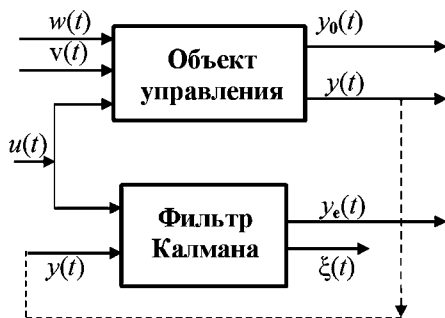 w(t)
v(t)
Объект
управления
y₀(t)
y(t)
u(t)
Фильтр
Калмана
yₑ(t)
y(t)
ξ(t)